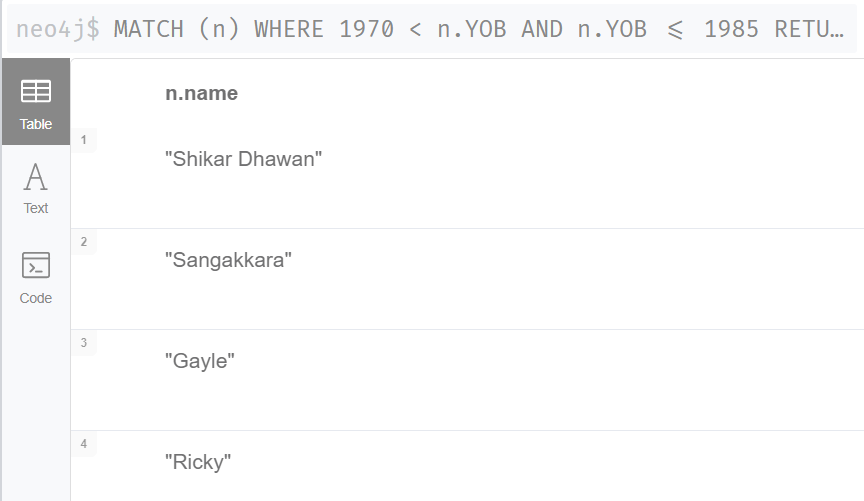 neo4j$ MATCH (n) WHERE 1970 < n.YOB AND n.YOB <= 1985 RETU…
n.name
Table
1
"Shikar Dhawan"
Text
2
"Sangakkara"
Code
3
"Gayle"
4
"Ricky"